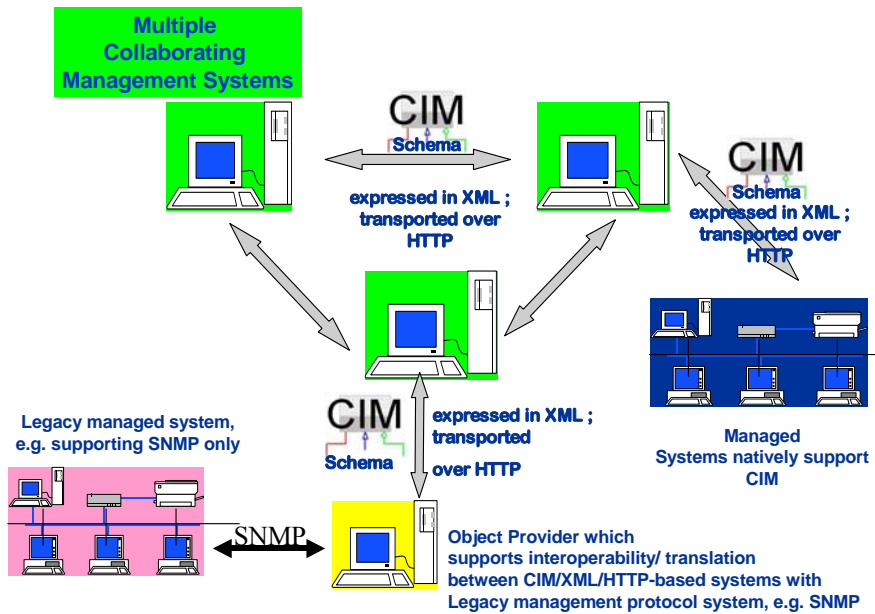 Multiple
Collaborating
Management Systems
CIM
Schema
expressed in XML ;
transported over
HTTP
CIM
Schema
expressed in XML ;
transported over
HTTP
CIM
Schema
expressed in XML ;
transported
over HTTP
Legacy managed system,
e.g. supporting SNMP only
Managed
Systems natively support
CIM
SNMP
Object Provider which
supports interoperability/ translation
between CIM/XML/HTTP-based systems with
Legacy management protocol system, e.g. SNMP